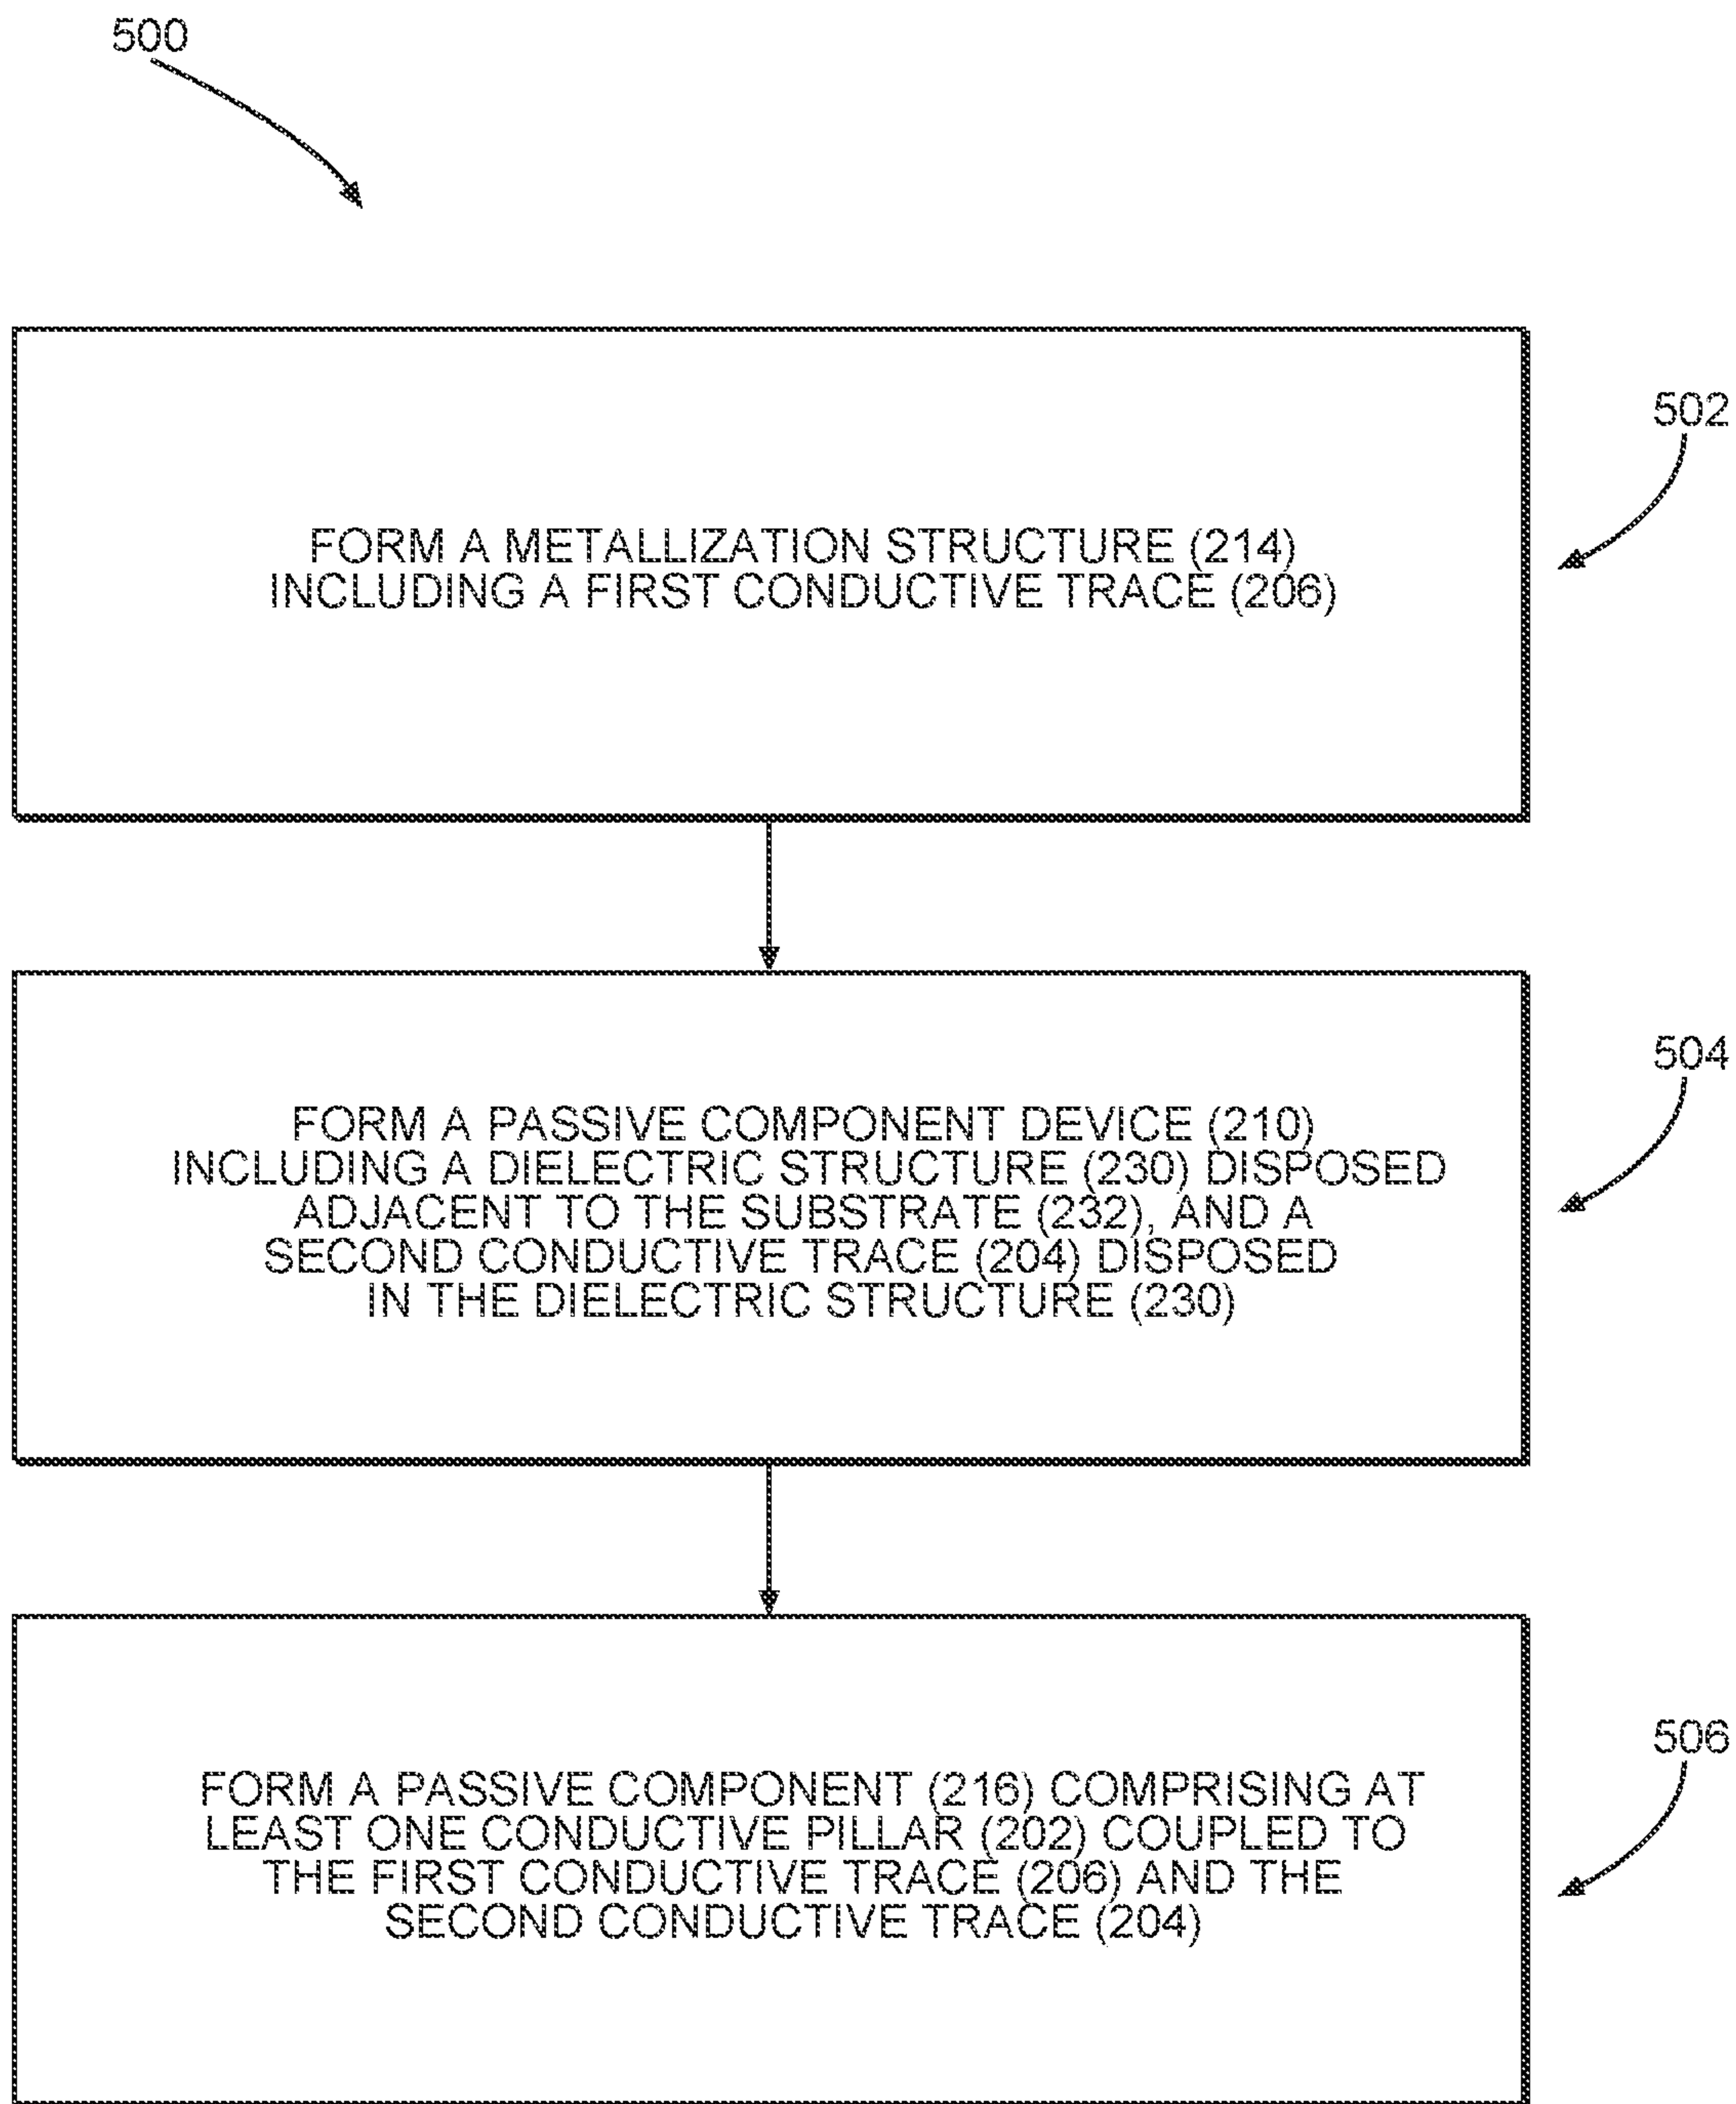 500
502
FORM A METALLIZATION STRUCTURE (214)
INCLUDING A FIRST CONDUCTIVE TRACE (206)
504
FORM A PASSIVE COMPONENT DEVICE (210)
INCLUDING A DIELECTRIC STRUCTURE (230) DISPOSED
ADJACENT TO THE SUBSTRATE (232), AND A
SECOND CONDUCTIVE TRACE (204) DISPOSED
IN THE DIELECTRIC STRUCTURE (230)
506
FORM A PASSIVE COMPONENT (216) COMPRISING AT
LEAST ONE CONDUCTIVE PILLAR (202) COUPLED TO
THE FIRST CONDUCTIVE TRACE (206) AND THE
SECOND CONDUCTIVE TRACE (204)